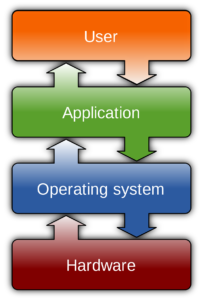 User
Application
Operating system
Hardware